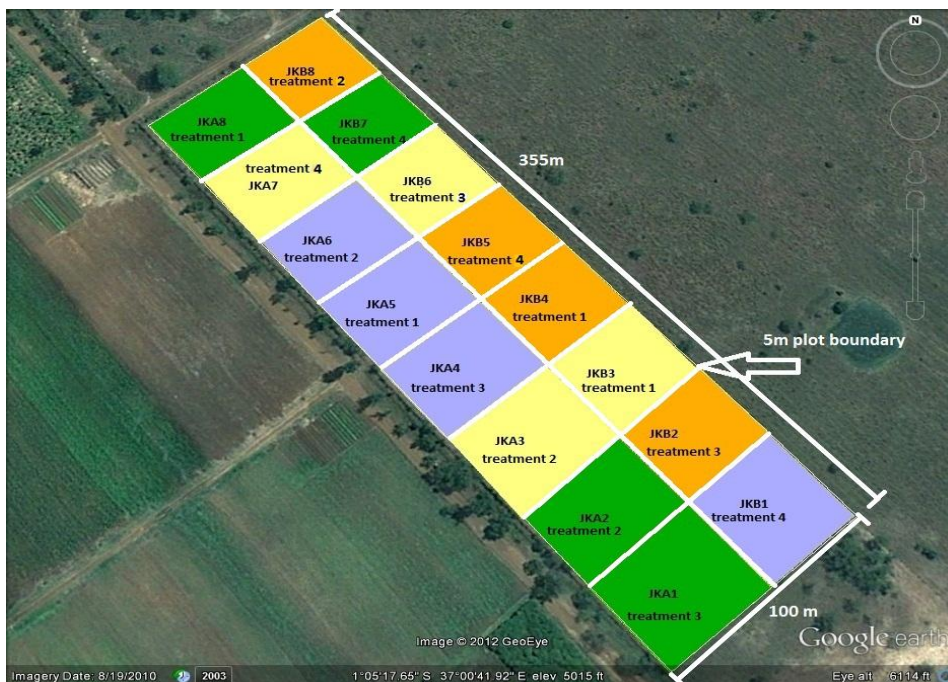 N
JKB8
treatment 2
JKA8
treatment 1
JKB7
treatment 4
treatment 4
JKA7
JKB6
treatment 3
355m
JKA6
treatment 2
JKB5
treatment 4
JKA5
treatment 1
JKB4
treatment 1
5m plot boundary
JKA4
treatment 3
JKB3
treatment 1
JKA3
treatment 2
JKB2
treatment 3
JKB1
treatment 4
JKA2
treatment 2
JKA1
treatment 3
100 m
Image © 2012 GeoEye
Google earth
Imagery Date: 8/19/2010 2003 1°05'17.65" S 37°00'41.92" E elev 5015 ft Eye alt 6114 ft